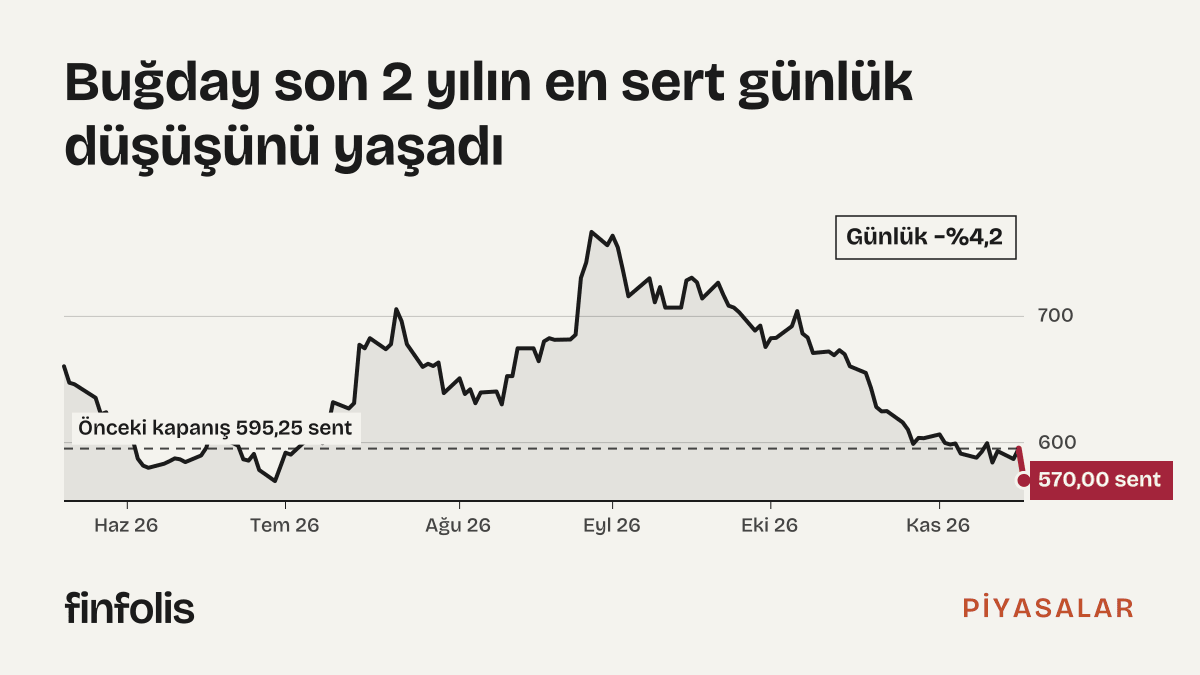 Buğday son 2 yılın en sert günlük
düşüşünü yaşadı
Günlük −%4,2
700
Önceki kapanış 595,25 sent
600
570,00 sent
Haz 26
Tem 26
Ağu 26
Eyl 26
Eki 26
Kas 26
finfolis
PİYASALAR